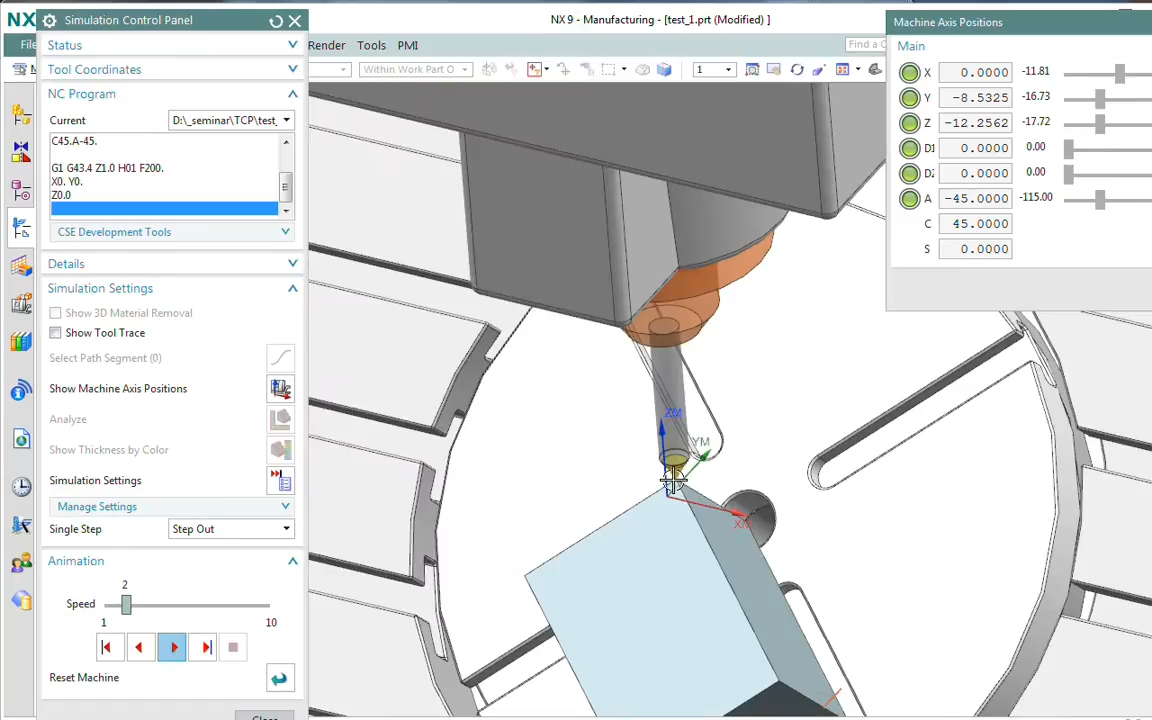 NX
Simulation Control Panel
NX 9 - Manufacturing - [test_1.prt (Modified) ]
File
Render Tools PMI
Find a C
Within Work Part O
1
Status
Tool Coordinates
NC Program
Current D:\_seminar\TCP\test_
C45.A-45.
G1 G43.4 Z1.0 H01 F200.
X0. Y0.
Z0.0
CSE Development Tools
Details
Simulation Settings
Show 3D Material Removal
Show Tool Trace
Select Path Segment (0)
Show Machine Axis Positions
Analyze
Show Thickness by Color
Simulation Settings
Manage Settings
Single Step Step Out
Animation
2
Speed
1 10
Reset Machine
Close
Machine Axis Positions
Main
X 0.0000 -11.81
Y -8.5325 -16.73
Z -12.2562 -17.72
D1 0.0000 0.00
D2 0.0000 0.00
A -45.0000 -115.00
C 45.0000
S 0.0000
ZM
YM
XM